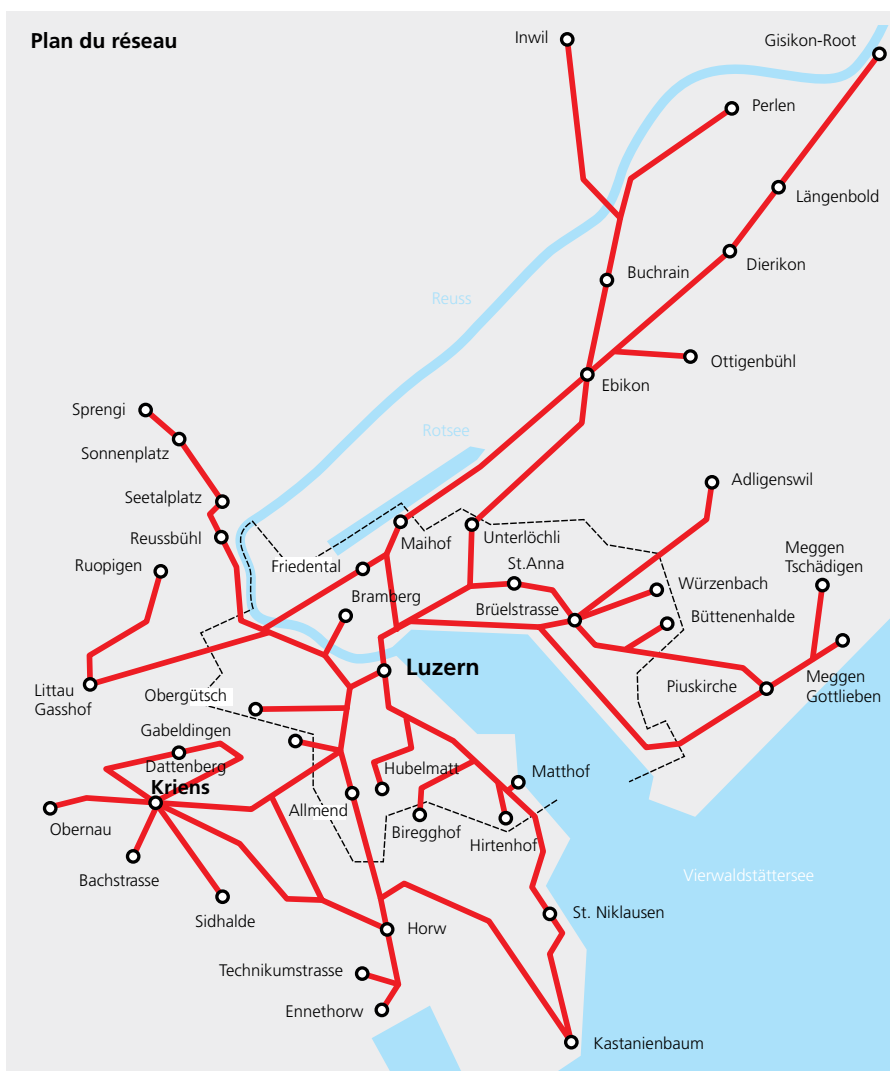 Plan du réseau
Inwil
Gisikon-Root
Perlen
Längenbold
Dierikon
Buchrain
Reuss
Ottigenbühl
Ebikon
Sprengi
Rotsee
Sonnenplatz
Adligenswil
Seetalplatz
Maihof
Unterlöchli
Reussbühl
Meggen
Tschädigen
Friedental
St.Anna
Ruopigen
Würzenbach
Bramberg
Brüelstrasse
Büttenenhalde
Luzern
Meggen
Gottlieben
Littau
Gasshof
Obergütsch
Piuskirche
Gabeldingen
Dattenberg
Hubelmatt
Matthof
Kriens
Allmend
Obernau
Biregghof
Hirtenhof
Bachstrasse
Vierwaldstättersee
Sidhalde
Horw
St. Niklausen
Technikumstrasse
Ennethorw
Kastanienbaum